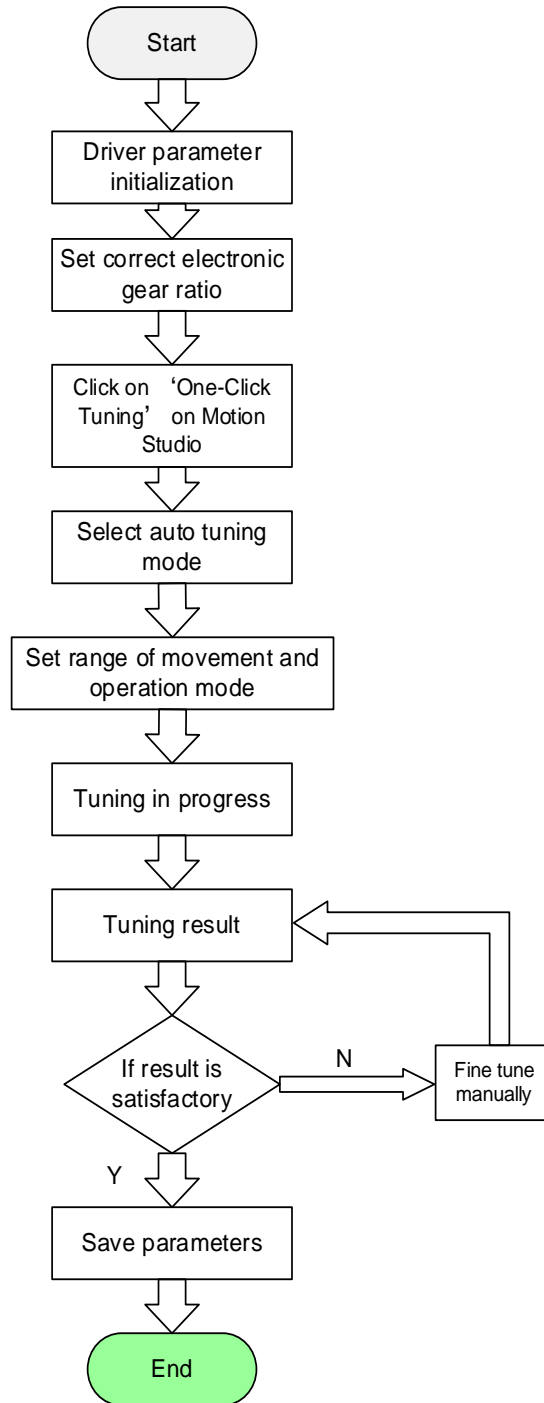 Start
Driver parameter
initialization
Set correct electronic
gear ratio
Click on ‘One-Click
Tuning’ on Motion
Studio
Select auto tuning
mode
Set range of movement and
operation mode
Tuning in progress
Tuning result
If result is
satisfactory
N
Fine tune
manually
Y
Save parameters
End